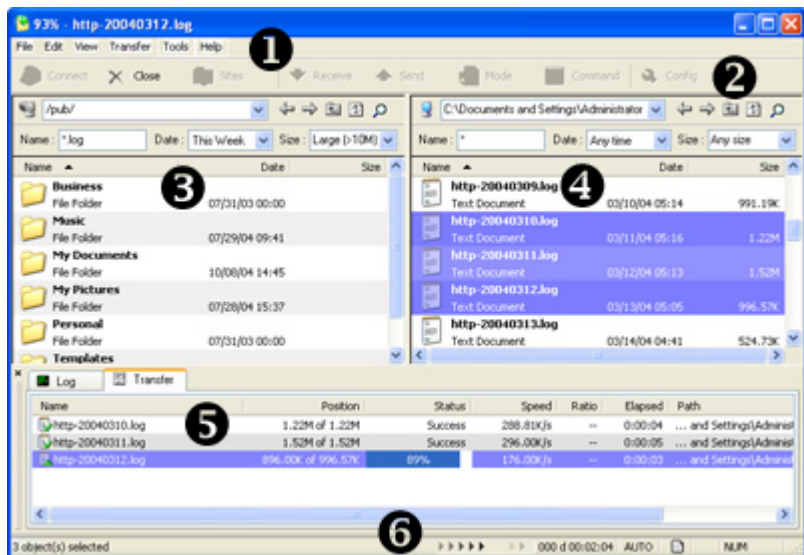 93% - http-20040312.log
File Edit View Transfer Tools Help
1
Connect Close Sites Receive Send Mode Command Config
2
/pub/
C:\Documents and Settings\Administrator
Name : *.log Date : This Week Size : Large (>10M)
Name : * Date : Any time Size : Any size
Name Date Size
3
Business
File Folder 07/31/03 00:00
Music
File Folder 07/29/04 09:41
My Documents
File Folder 10/08/04 14:45
My Pictures
File Folder 07/28/04 15:37
Personal
File Folder 07/31/03 00:00
Templates
Name Date Size
4
http-20040309.log
Text Document 03/10/04 05:14 991.19K
http-20040310.log
Text Document 03/11/04 05:16 1.22M
http-20040311.log
Text Document 03/12/04 05:13 1.52M
http-20040312.log
Text Document 03/13/04 05:05 996.57K
http-20040313.log
Text Document 03/14/04 04:41 524.73K
Log Transfer
Name Position Status Speed Ratio Elapsed Path
5
http-20040310.log 1.22M of 1.22M Success 288.81K/s -- 0:00:04 ... and Settings\Adminis
http-20040311.log 1.52M of 1.52M Success 296.00K/s -- 0:00:05 ... and Settings\Adminis
http-20040312.log 896.00K of 996.57K 89% 176.00K/s -- 0:00:03 ... and Settings\Adminis
6
3 object(s) selected 000 d 00:02:04 AUTO NUM